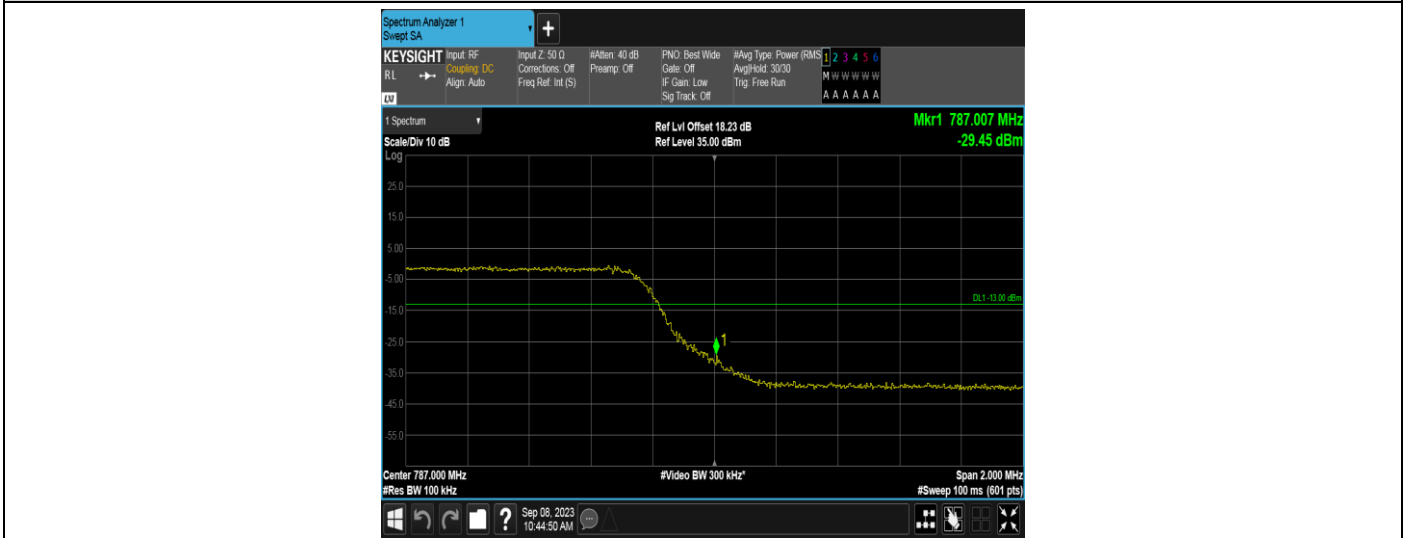 Spectrum Analyzer 1
Swept SA
+
KEYSIGHT
RL
LXI
Input: RF
Coupling: DC
Align: Auto
Input Z: 50 Ω
Corrections: Off
Freq Ref: Int (S)
#Atten: 40 dB
Preamp: Off
PNO: Best Wide
Gate: Off
IF Gain: Low
Sig Track: Off
#Avg Type: Power (RMS
Avg|Hold: 30/30
Trig: Free Run
1 2 3 4 5 6
M W W W W W
A A A A A A
1 Spectrum
Scale/Div 10 dB
Ref Lvl Offset 18.23 dB
Ref Level 35.00 dBm
Mkr1 787.007 MHz
-29.45 dBm
Log
25.0
15.0
5.00
-5.00
DL1 -13.00 dBm
-15.0
-25.0
1
-35.0
-45.0
-55.0
Center 787.000 MHz
#Video BW 300 kHz*
Span 2.000 MHz
#Res BW 100 kHz
#Sweep 100 ms (601 pts)
?
Sep 08, 2023
10:44:50 AM